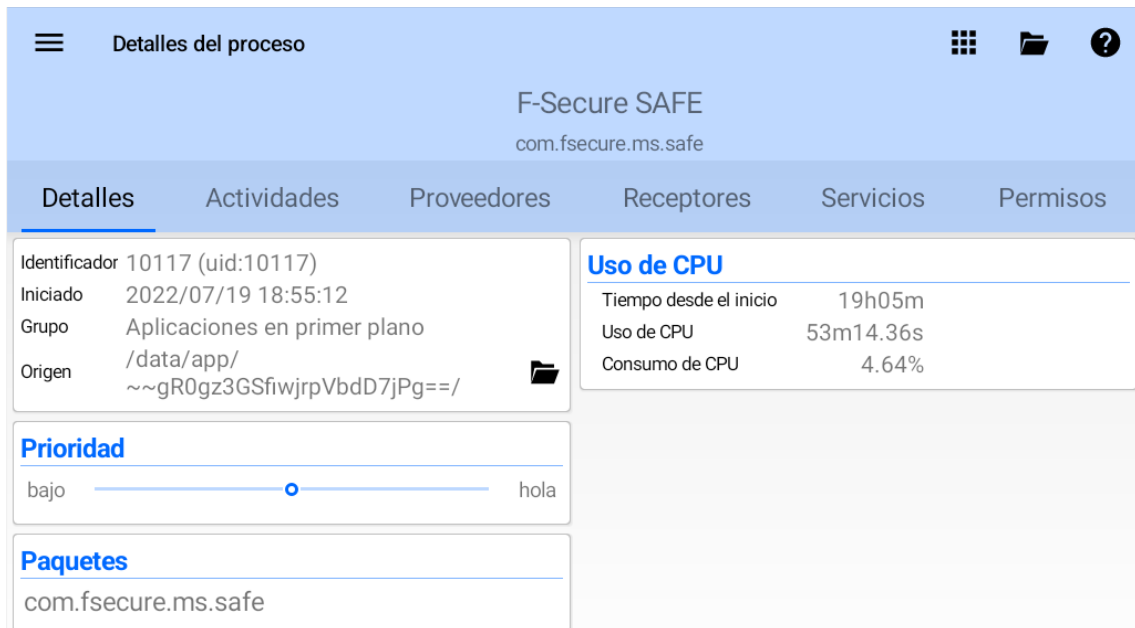 Detalles del proceso
F-Secure SAFE
com.fsecure.ms.safe
Detalles Actividades Proveedores Receptores Servicios Permisos
Identificador 10117 (uid:10117)
Iniciado 2022/07/19 18:55:12
Grupo Aplicaciones en primer plano
Origen /data/app/
~~gR0gz3GSfiwjrpVbdD7jPg==/
Prioridad
bajo hola
Paquetes
com.fsecure.ms.safe
Uso de CPU
Tiempo desde el inicio 19h05m
Uso de CPU 53m14.36s
Consumo de CPU 4.64%